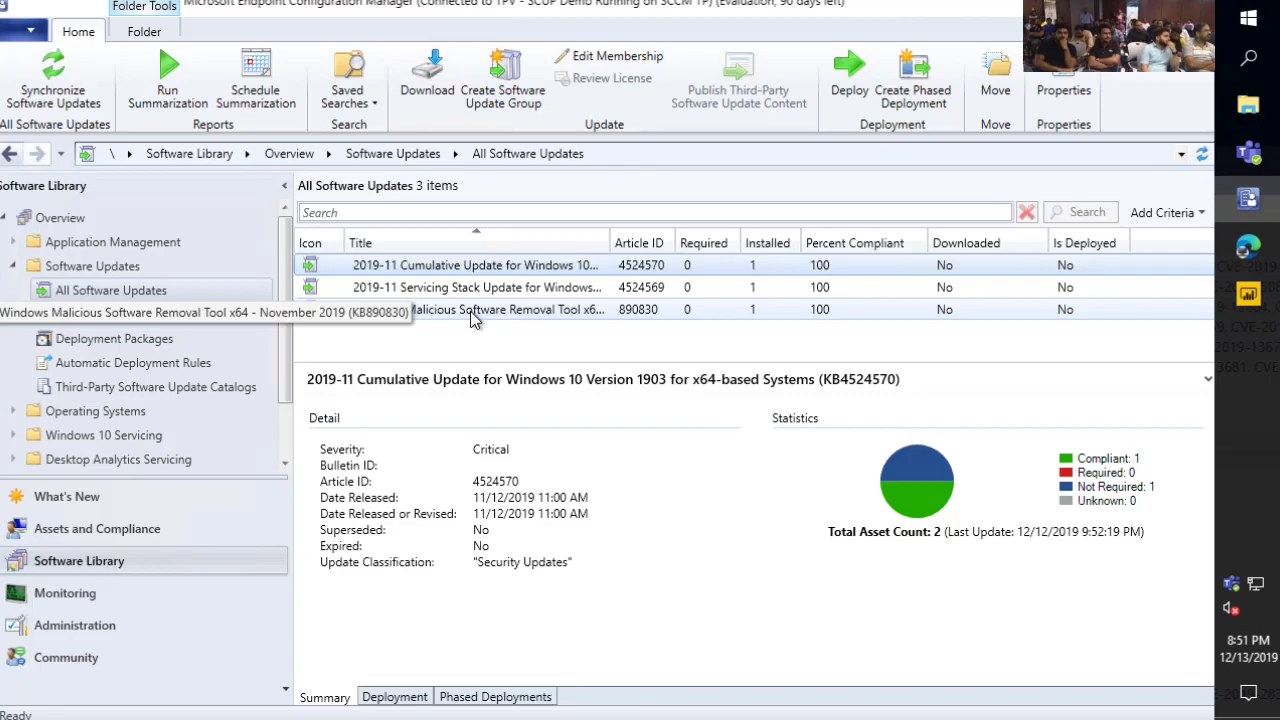 Folder Tools
Microsoft Endpoint Configuration Manager (Connected to TPV - SCUP Demo Running on SCCM TP) (Evaluation, 90 days left)
Home
Folder
Synchronize Software Updates
Run Summarization
Schedule Summarization
Saved Searches
Download
Create Software Update Group
Edit Membership
Review License
Publish Third-Party Software Update Content
Deploy
Create Phased Deployment
Move
Properties
All Software Updates
Reports
Search
Update
Deployment
Move
Properties
\ Software Library Overview Software Updates All Software Updates
Software Library
Overview
Application Management
Software Updates
All Software Updates
Windows Malicious Software Removal Tool x64 - November 2019 (KB890830)
Deployment Packages
Automatic Deployment Rules
Third-Party Software Update Catalogs
Operating Systems
Windows 10 Servicing
Desktop Analytics Servicing
What's New
Assets and Compliance
Software Library
Monitoring
Administration
Community
Ready
All Software Updates 3 items
Search
Search
Add Criteria
Icon Title Article ID Required Installed Percent Compliant Downloaded Is Deployed
2019-11 Cumulative Update for Windows 10... 4524570 0 1 100 No No
2019-11 Servicing Stack Update for Windows... 4524569 0 1 100 No No
Malicious Software Removal Tool x6... 890830 0 1 100 No No
2019-11 Cumulative Update for Windows 10 Version 1903 for x64-based Systems (KB4524570)
Detail
Severity: Critical
Bulletin ID:
Article ID: 4524570
Date Released: 11/12/2019 11:00 AM
Date Released or Revised: 11/12/2019 11:00 AM
Superseded: No
Expired: No
Update Classification: "Security Updates"
Statistics
Compliant: 1
Required: 0
Not Required: 1
Unknown: 0
Total Asset Count: 2 (Last Update: 12/12/2019 9:52:19 PM)
Summary
Deployment
Phased Deployments
8:51 PM
12/13/2019